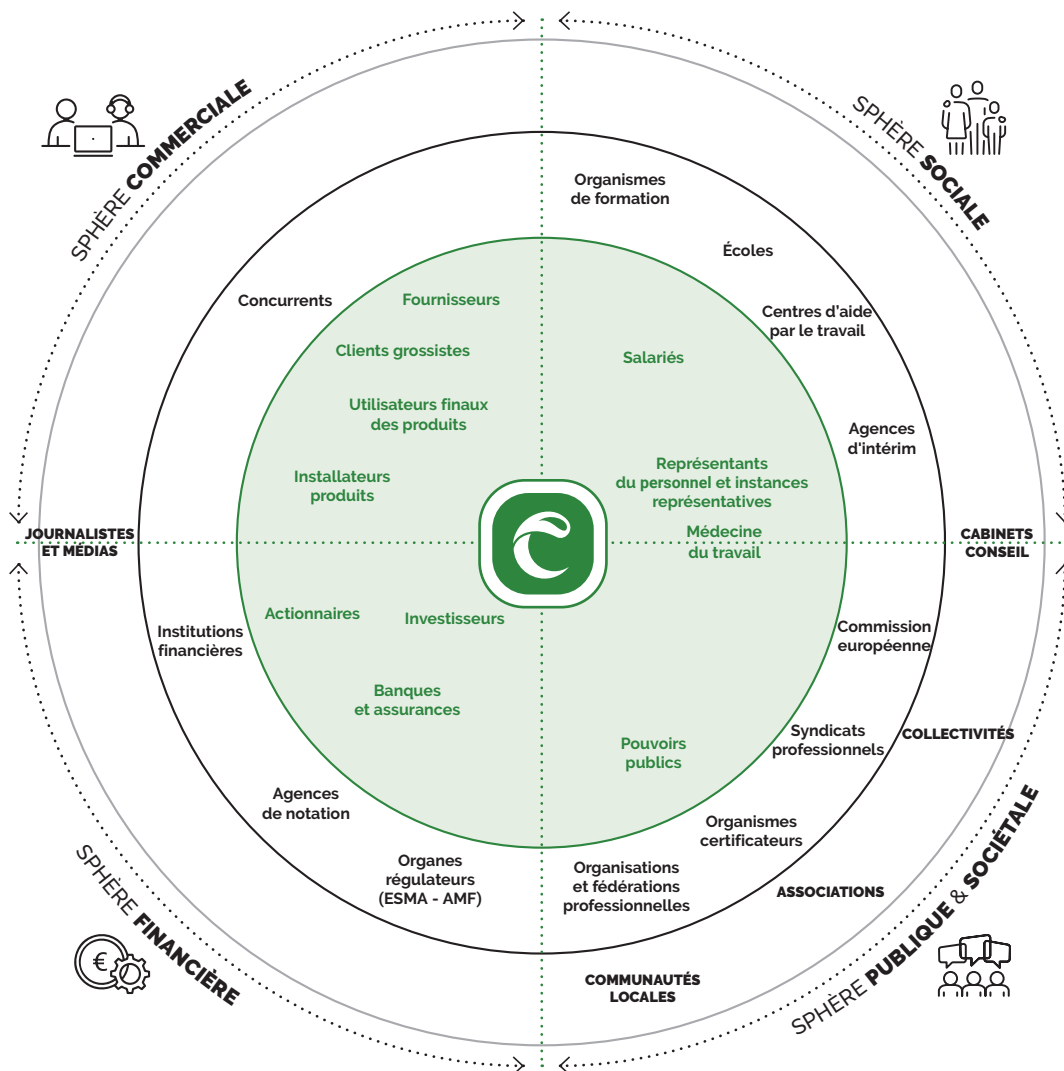 SPHÈRE COMMERCIALE
SPHÈRE SOCIALE
Organismes
de formation
Écoles
Centres d'aide
par le travail
Agences
d'intérim
Concurrents
Fournisseurs
Clients grossistes
Utilisateurs finaux
des produits
Installateurs
produits
Salariés
Représentants
du personnel et instances
représentatives
Médecine
du travail
JOURNALISTES
ET MÉDIAS
CABINETS
CONSEIL
Actionnaires
Investisseurs
Institutions
financières
Banques
et assurances
Agences
de notation
Organes
régulateurs
(ESMA - AMF)
Commission
européenne
Pouvoirs
publics
Syndicats
professionnels
COLLECTIVITÉS
Organismes
certificateurs
Organisations
et fédérations
professionnelles
ASSOCIATIONS
COMMUNAUTÉS
LOCALES
SPHÈRE FINANCIÈRE
€
SPHÈRE PUBLIQUE & SOCIÉTALE